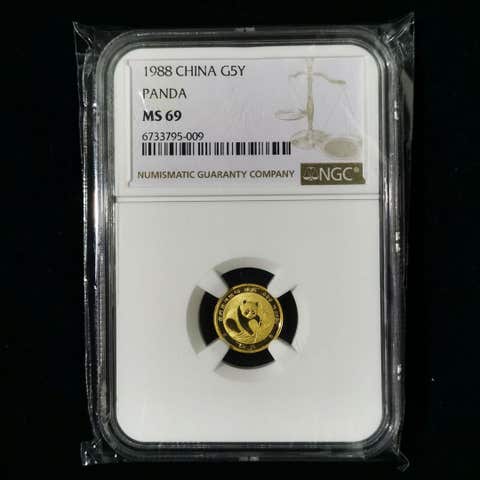 1988 CHINA G5Y
PANDA
MS 69
6733795-009
NUMISMATIC GUARANTY COMPANY
NGC